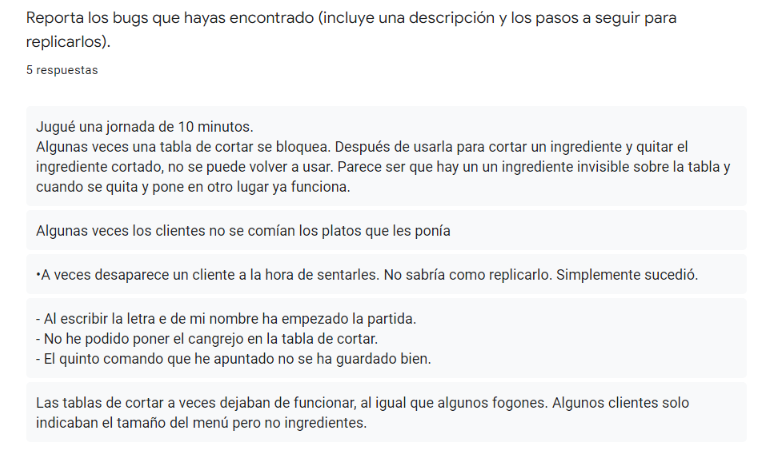 Reporta los bugs que hayas encontrado (incluye una descripción y los pasos a seguir para
replicarlos).
5 respuestas
Jugué una jornada de 10 minutos.
Algunas veces una tabla de cortar se bloquea. Después de usarla para cortar un ingrediente y quitar el
ingrediente cortado, no se puede volver a usar. Parece ser que hay un un ingrediente invisible sobre la tabla y
cuando se quita y pone en otro lugar ya funciona.
Algunas veces los clientes no se comían los platos que les ponía
•A veces desaparece un cliente a la hora de sentarles. No sabría como replicarlo. Simplemente sucedió.
- Al escribir la letra e de mi nombre ha empezado la partida.
- No he podido poner el cangrejo en la tabla de cortar.
- El quinto comando que he apuntado no se ha guardado bien.
Las tablas de cortar a veces dejaban de funcionar, al igual que algunos fogones. Algunos clientes solo
indicaban el tamaño del menú pero no ingredientes.